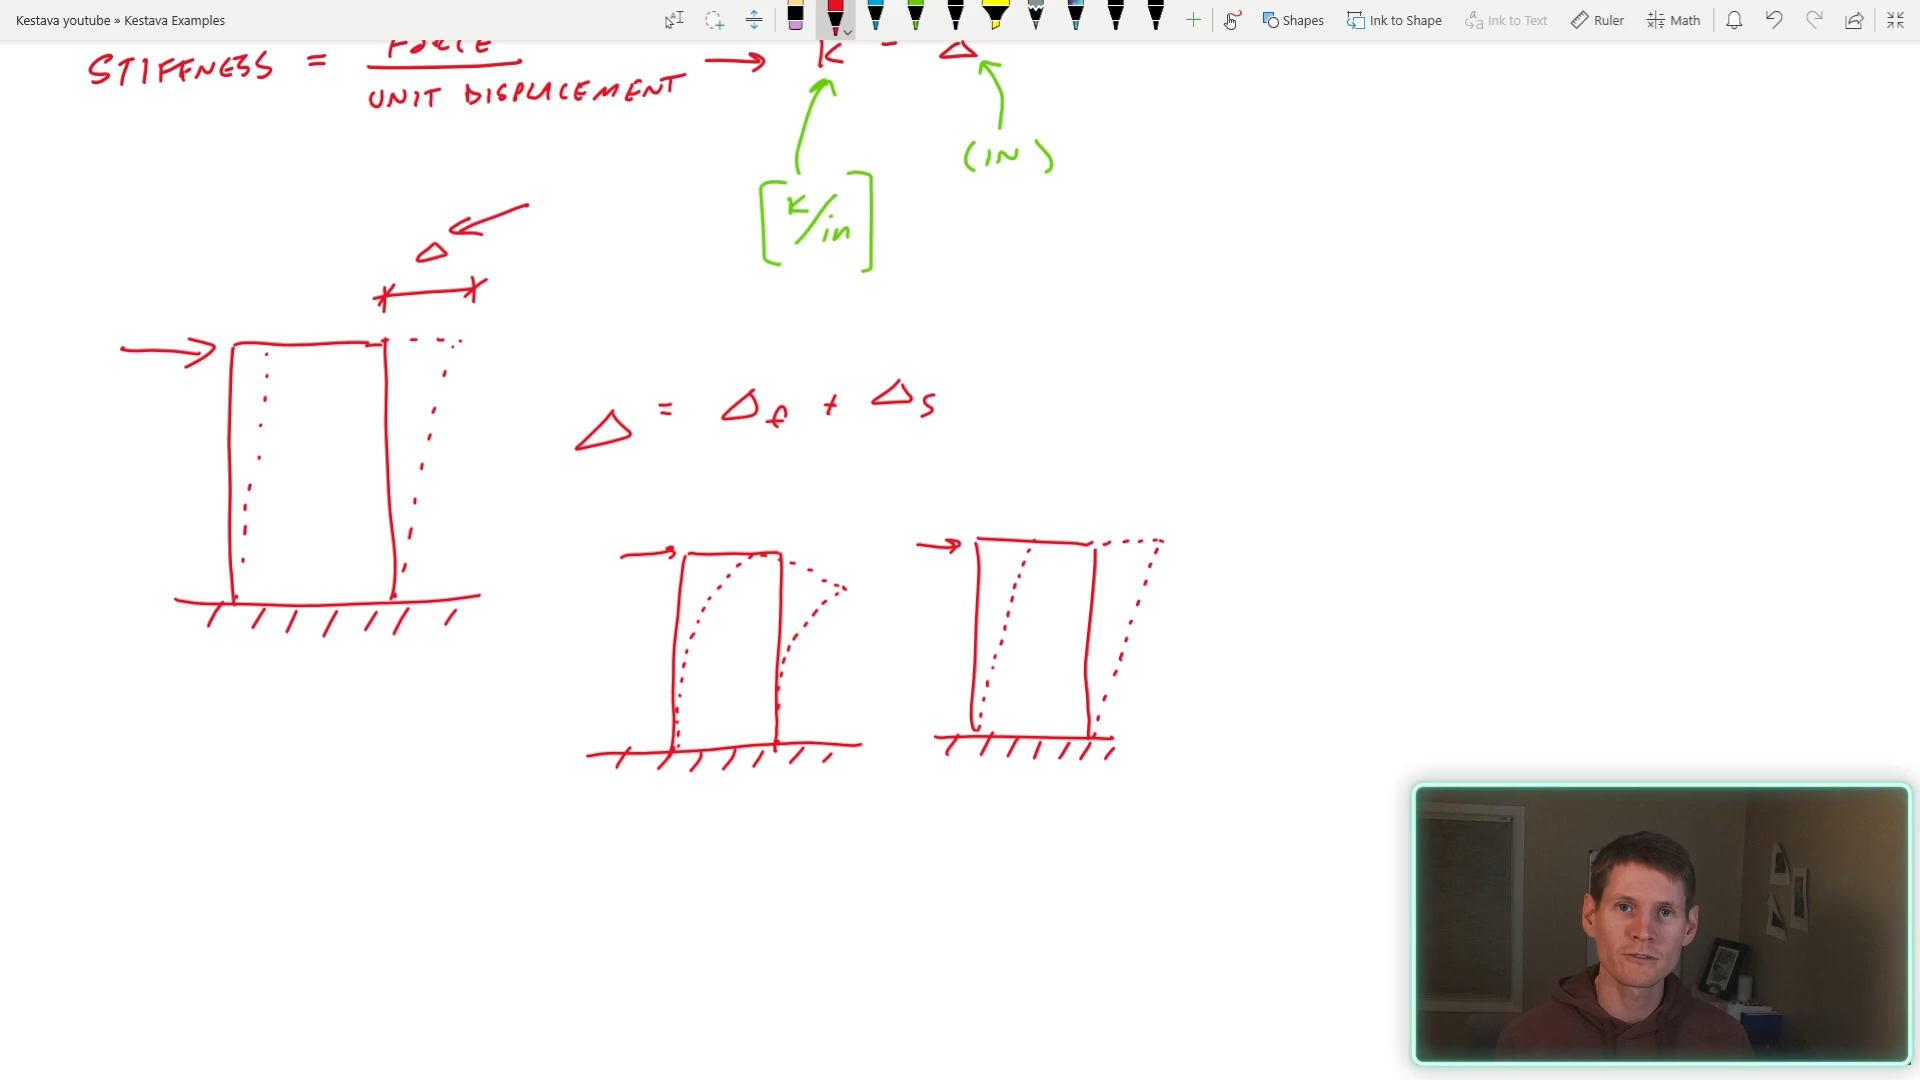 Kestava youtube » Kestava Examples
Shapes Ink to Shape Ink to Text Ruler Math
FORCE
STIFFNESS = → K = Δ
UNIT DISPLACEMENT
(IN)
[K/in]
Δ
Δ = Δf + Δs